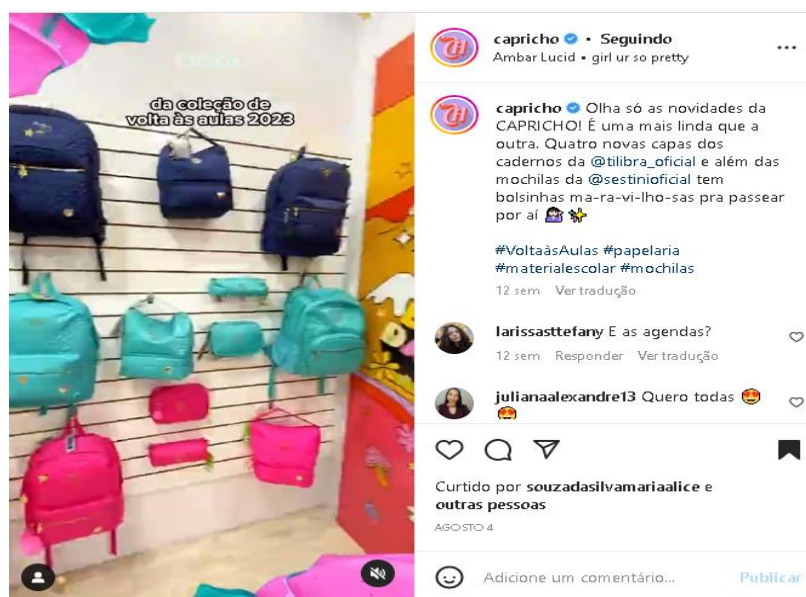 da coleção de
volta às aulas 2023
capricho • Seguindo
Ambar Lucid • girl ur so pretty
capricho Olha só as novidades da
CAPRICHO! É uma mais linda que a
outra. Quatro novas capas dos
cadernos da @tilibra_oficial e além das
mochilas da @sestinioficial tem
bolsinhas ma-ra-vi-lho-sas pra passear
por aí
#VoltaàsAulas #papelaria
#materialescolar #mochilas
12 sem Ver tradução
larissasttefany E as agendas?
12 sem Responder Ver tradução
julianaalexandre13 Quero todas 😍
😍
Curtido por souzadasilvamariaalice e
outras pessoas
AGOSTO 4
Adicione um comentário... Publicar